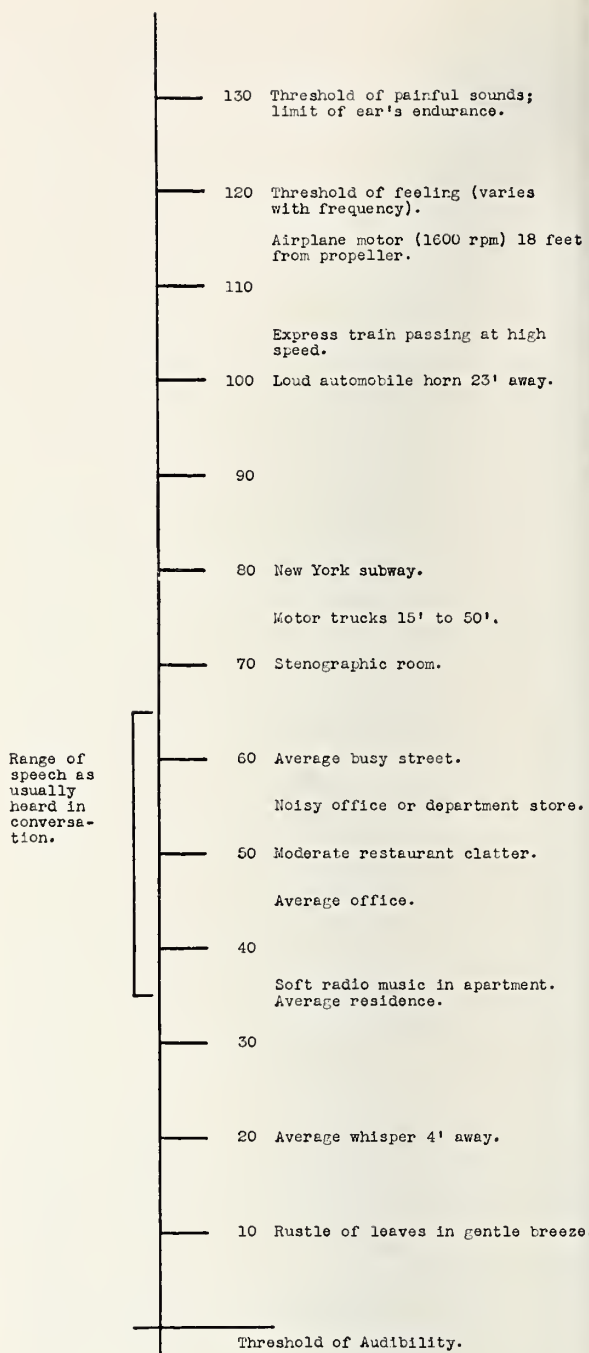 130 Threshold of painful sounds;
limit of ear's endurance.
120 Threshold of feeling (varies
with frequency).
Airplane motor (1600 rpm) 18 feet
from propeller.
110
Express train passing at high
speed.
100 Loud automobile horn 23' away.
90
80 New York subway.
Motor trucks 15' to 50'.
70 Stenographic room.
Range of
speech as
usually
heard in
conversa-
tion.
60 Average busy street.
Noisy office or department store.
50 Moderate restaurant clatter.
Average office.
40
Soft radio music in apartment.
Average residence.
30
20 Average whisper 4' away.
10 Rustle of leaves in gentle breeze
Threshold of Audibility.